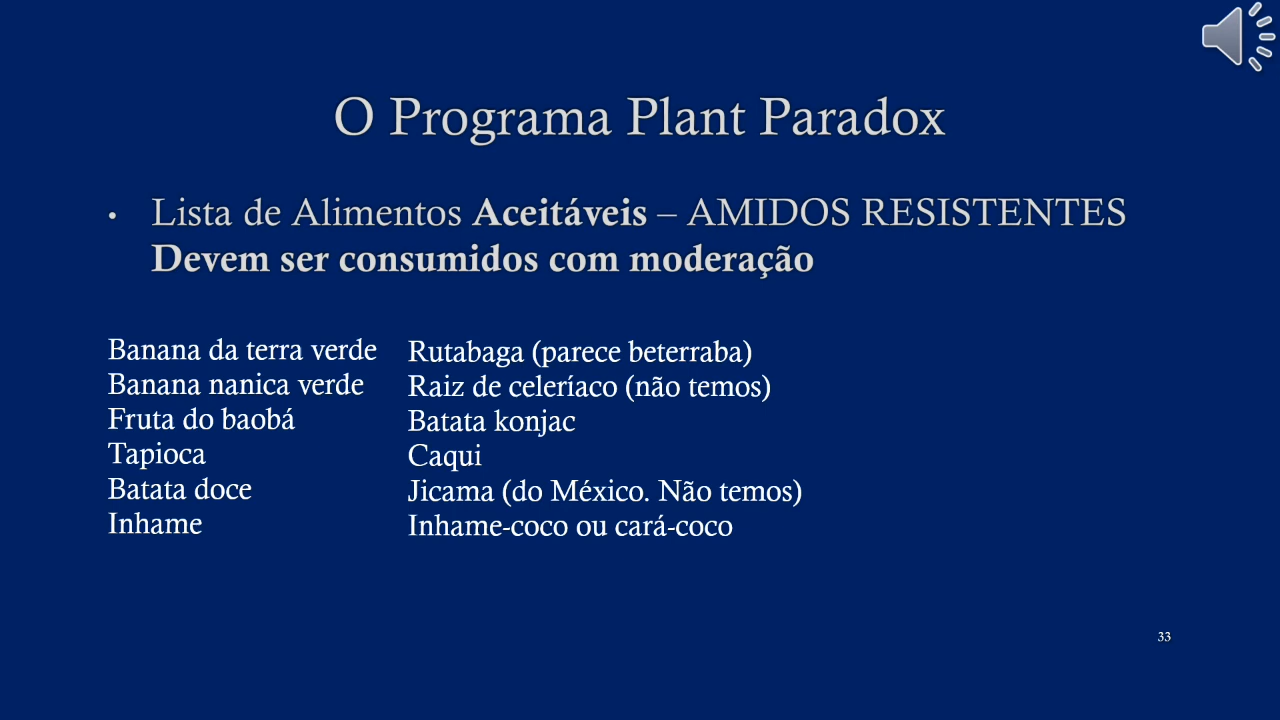 O Programa Plant Paradox
• Lista de Alimentos Aceitáveis – AMIDOS RESISTENTES
Devem ser consumidos com moderação
Banana da terra verde
Banana nanica verde
Fruta do baobá
Tapioca
Batata doce
Inhame
Rutabaga (parece beterraba)
Raiz de celeríaco (não temos)
Batata konjac
Caqui
Jicama (do México. Não temos)
Inhame-coco ou cará-coco
33